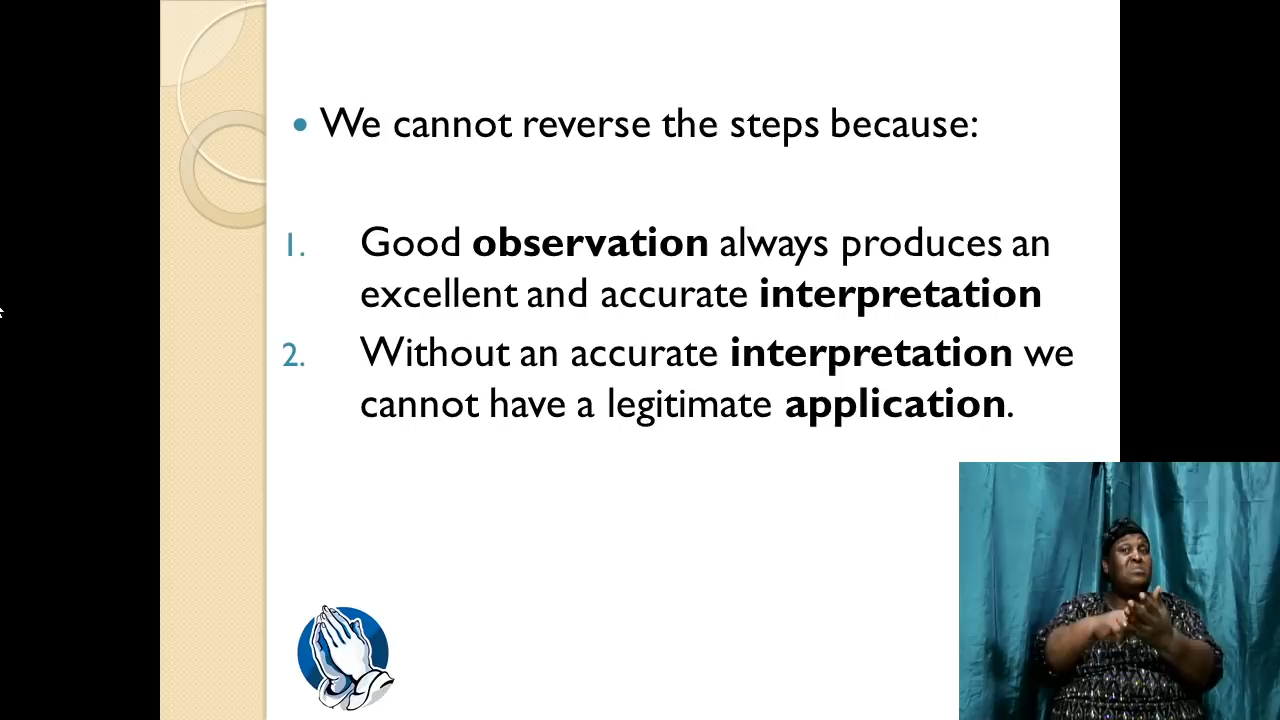 • We cannot reverse the steps because:
1. Good observation always produces an
excellent and accurate interpretation
2. Without an accurate interpretation we
cannot have a legitimate application.